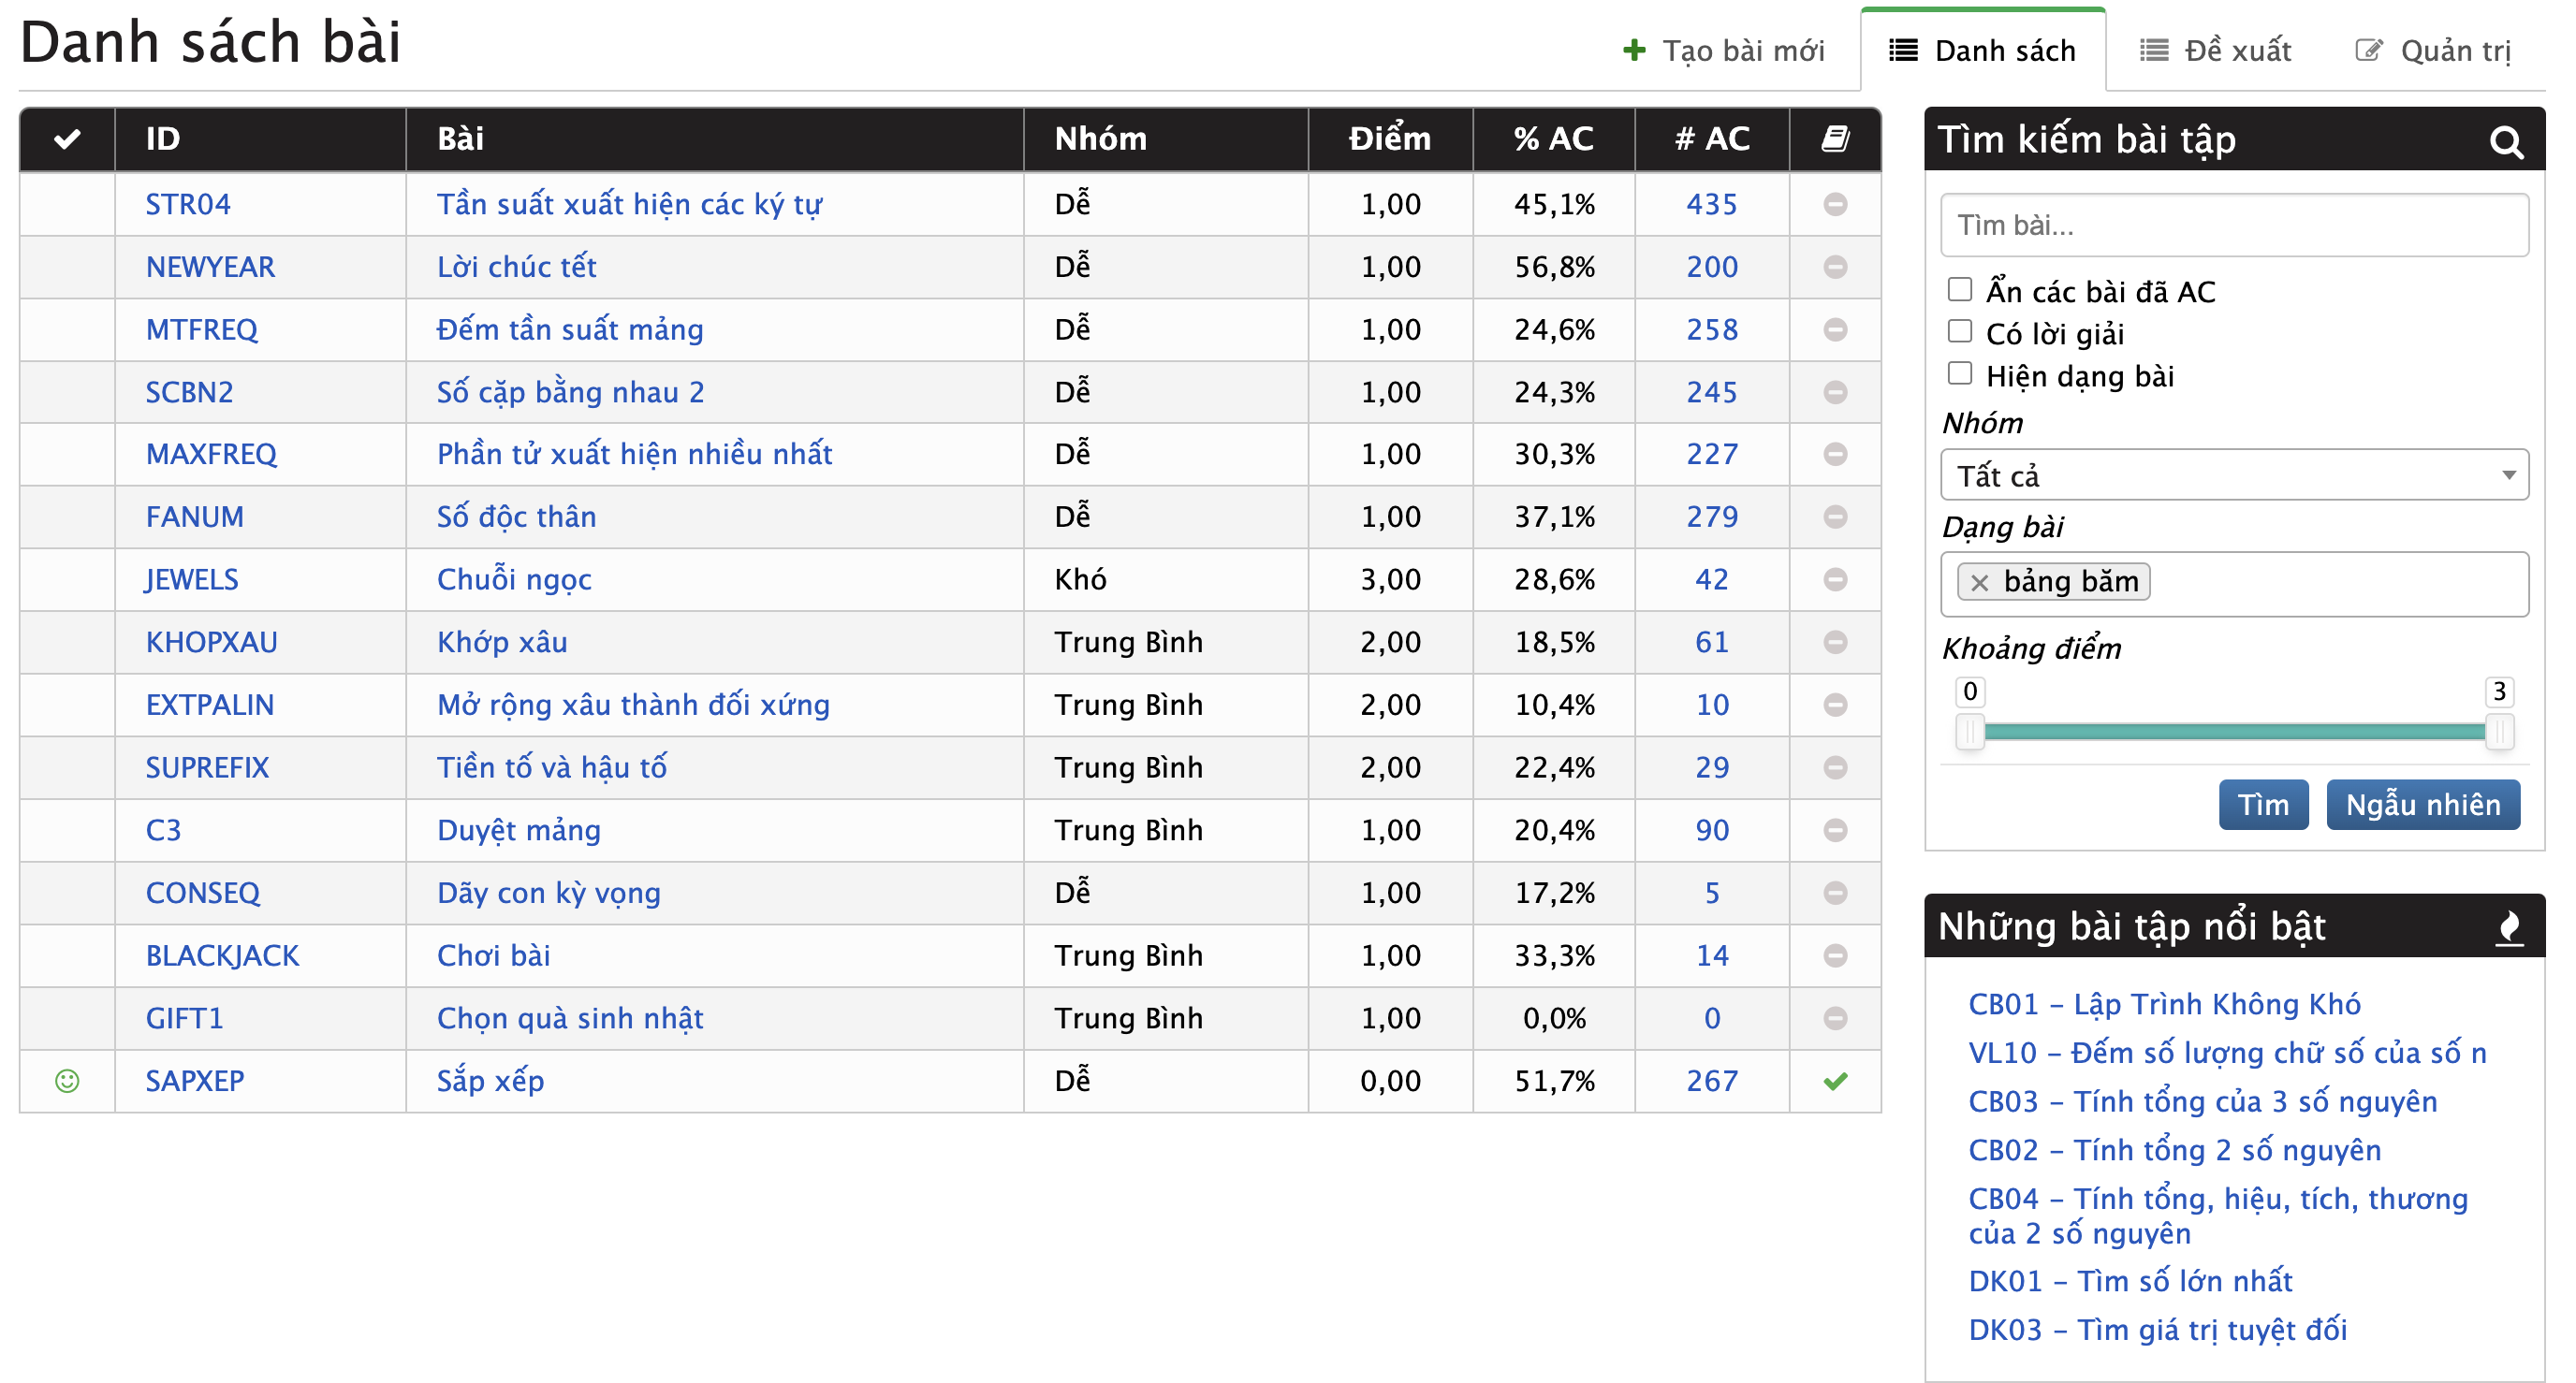 Danh sách bài
Tạo bài mới
Danh sách
Đề xuất
Quản trị
ID Bài Nhóm Điểm % AC # AC
STR04 Tần suất xuất hiện các ký tự Dễ 1,00 45,1% 435
NEWYEAR Lời chúc tết Dễ 1,00 56,8% 200
MTFREQ Đếm tần suất mảng Dễ 1,00 24,6% 258
SCBN2 Số cặp bằng nhau 2 Dễ 1,00 24,3% 245
MAXFREQ Phần tử xuất hiện nhiều nhất Dễ 1,00 30,3% 227
FANUM Số độc thân Dễ 1,00 37,1% 279
JEWELS Chuỗi ngọc Khó 3,00 28,6% 42
KHOPXAU Khớp xâu Trung Bình 2,00 18,5% 61
EXTPALIN Mở rộng xâu thành đối xứng Trung Bình 2,00 10,4% 10
SUPREFIX Tiền tố và hậu tố Trung Bình 2,00 22,4% 29
C3 Duyệt mảng Trung Bình 1,00 20,4% 90
CONSEQ Dãy con kỳ vọng Dễ 1,00 17,2% 5
BLACKJACK Chơi bài Trung Bình 1,00 33,3% 14
GIFT1 Chọn quà sinh nhật Trung Bình 1,00 0,0% 0
SAPXEP Sắp xếp Dễ 0,00 51,7% 267
Tìm kiếm bài tập
Tìm bài...
Ẩn các bài đã AC
Có lời giải
Hiện dạng bài
Nhóm
Tất cả
Dạng bài
× bảng băm
Khoảng điểm
0 3
Tìm Ngẫu nhiên
Những bài tập nổi bật
CB01 – Lập Trình Không Khó
VL10 – Đếm số lượng chữ số của số n
CB03 – Tính tổng của 3 số nguyên
CB02 – Tính tổng 2 số nguyên
CB04 – Tính tổng, hiệu, tích, thương
của 2 số nguyên
DK01 – Tìm số lớn nhất
DK03 – Tìm giá trị tuyệt đối